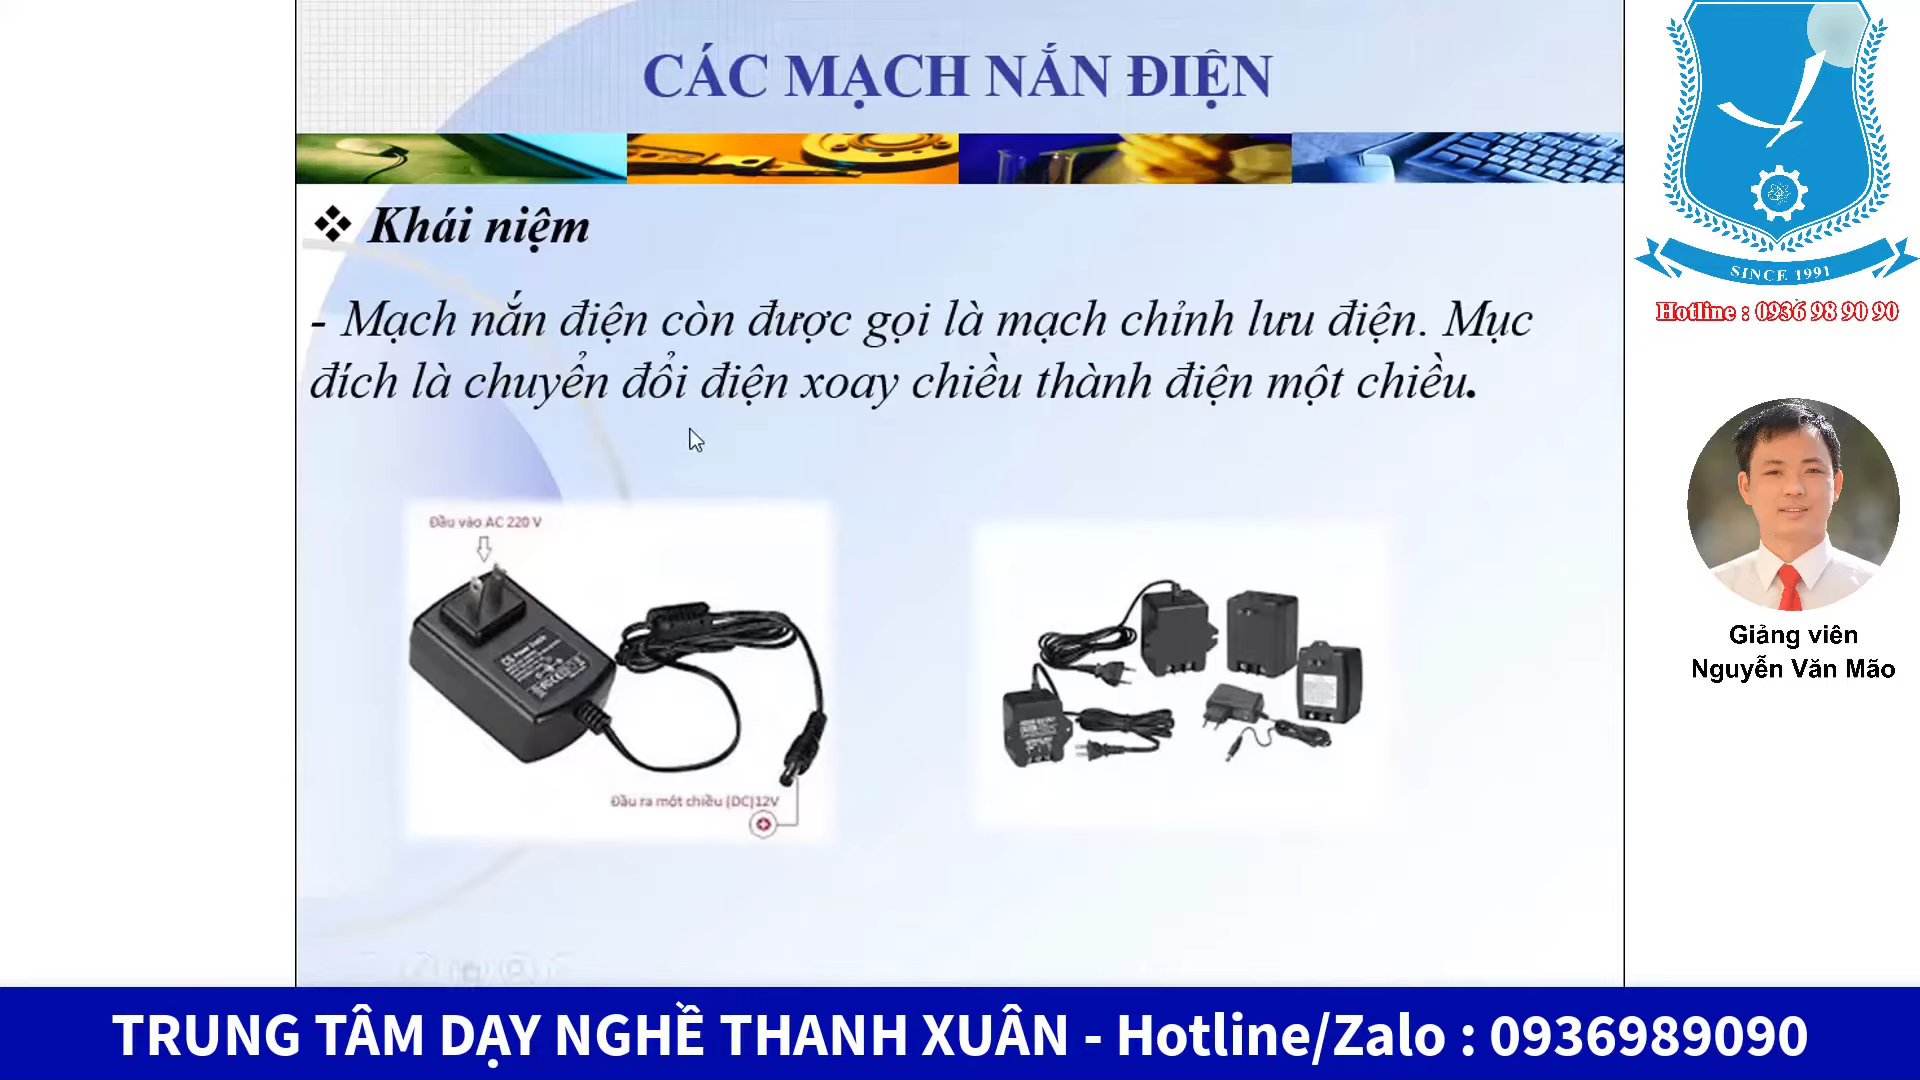 CÁC MẠCH NẮN ĐIỆN
❖ Khái niệm
- Mạch nắn điện còn được gọi là mạch chỉnh lưu điện. Mục
đích là chuyển đổi điện xoay chiều thành điện một chiều.
Đầu vào AC 220 V
Đầu ra một chiều (DC)12V
SINCE 1991
Hotline : 0936 98 90 90
Giảng viên
Nguyễn Văn Mão
TRUNG TÂM DẠY NGHỀ THANH XUÂN - Hotline/Zalo : 0936989090